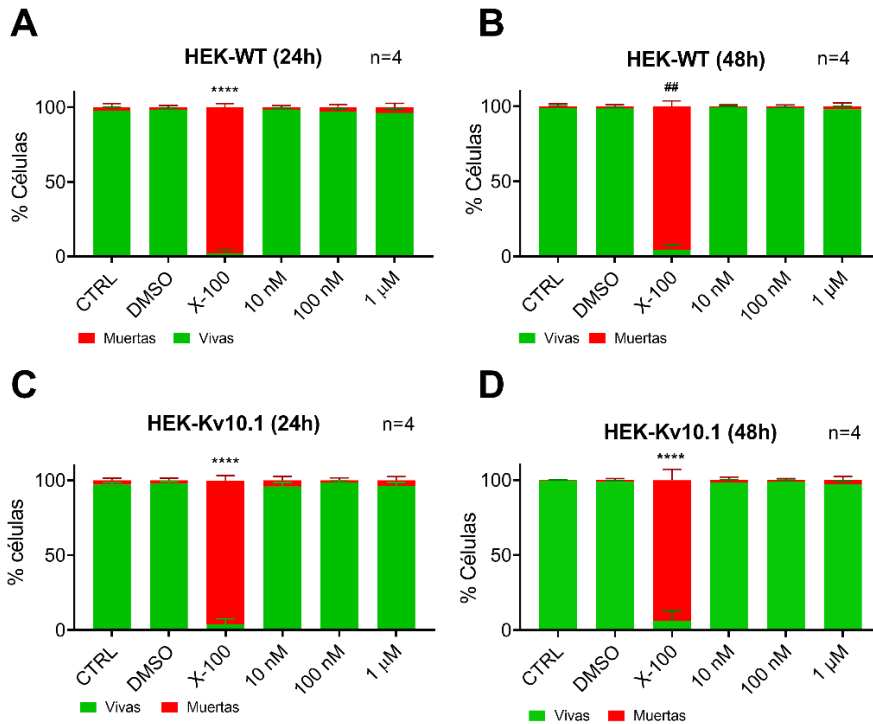 A
HEK-WT (24h) n=4
****
% Células
100
50
0
CTRL
DMSO
X-100
10 nM
100 nM
1 µM
Muertas Vivas
B
HEK-WT (48h) n=4
##
% Células
100
50
0
CTRL
DMSO
X-100
10 nM
100 nM
1 µM
Vivas Muertas
C
HEK-Kv10.1 (24h) n=4
****
% células
100
50
0
CTRL
DMSO
X-100
10 nM
100 nM
1 µM
Vivas Muertas
D
HEK-Kv10.1 (48h) n=4
****
% Células
100
50
0
CTRL
DMSO
X-100
10 nM
100 nM
1 µM
Vivas Muertas